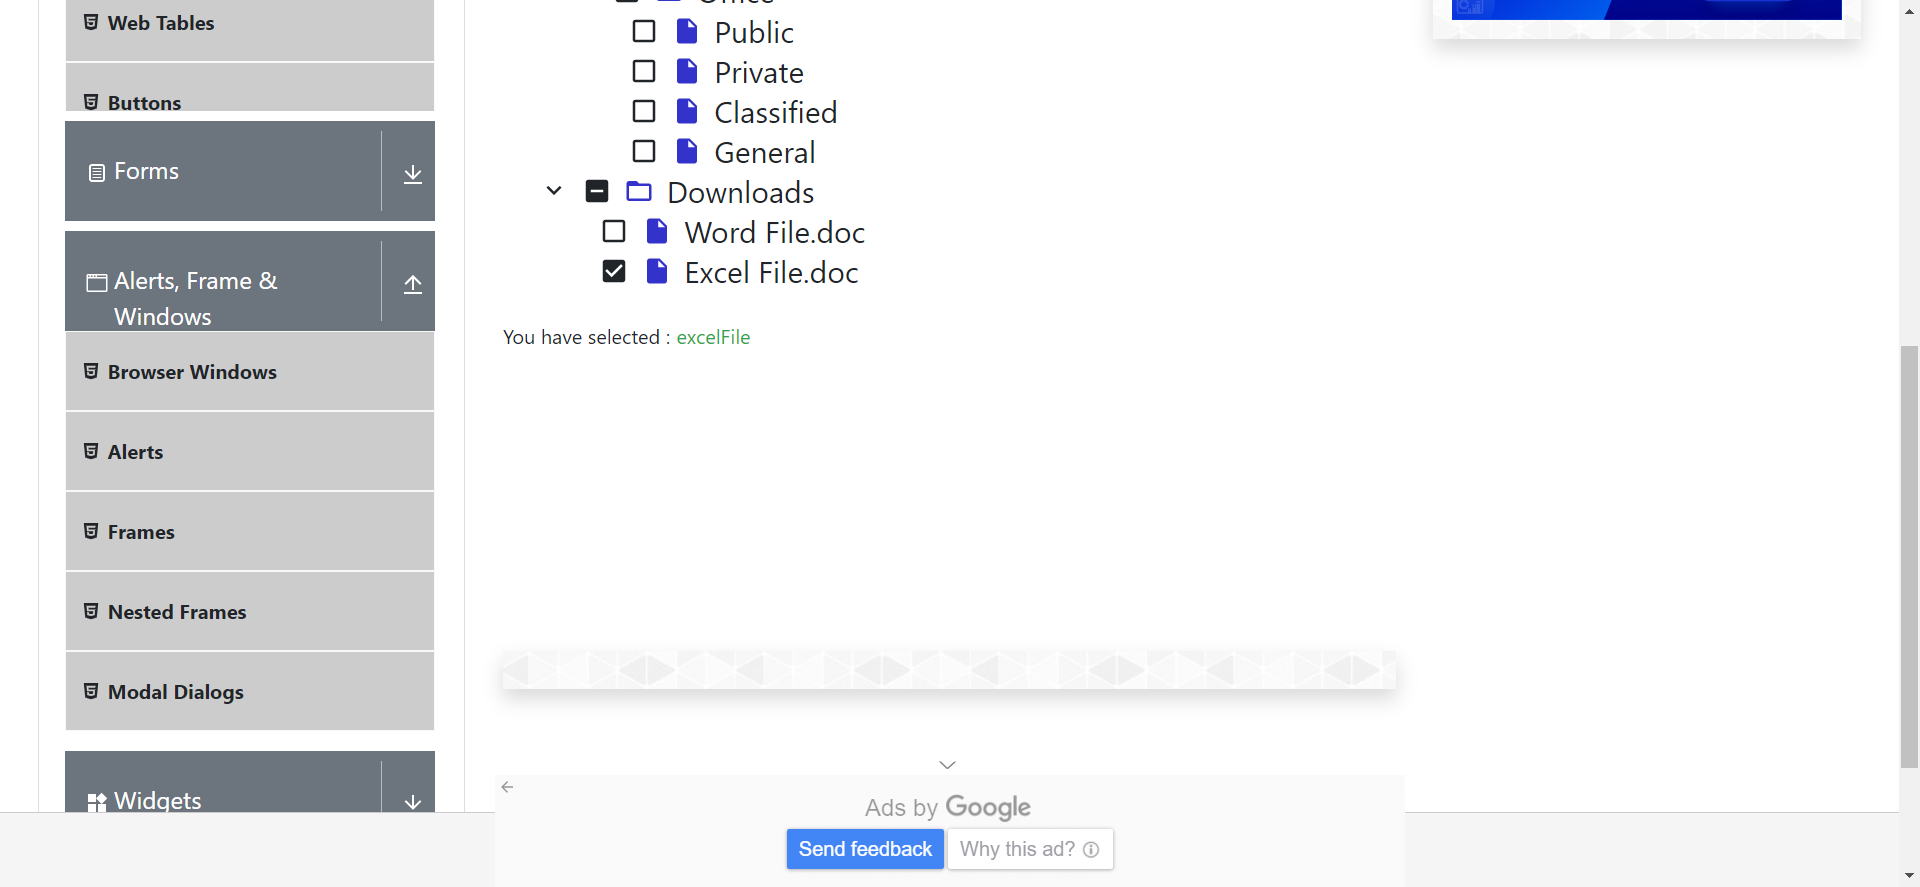 Web Tables
Buttons
Forms
Alerts, Frame &
Windows
Browser Windows
Alerts
Frames
Nested Frames
Modal Dialogs
Widgets
Office
Public
Private
Classified
General
Downloads
Word File.doc
Excel File.doc
You have selected : excelFile
Ads by Google
Send feedback
Why this ad?